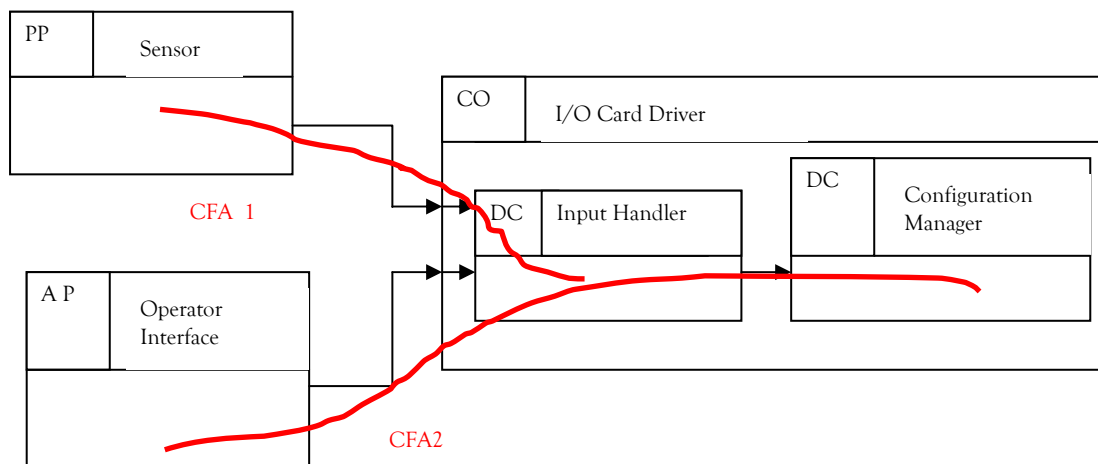 PP
Sensor
CO
I/O Card Driver
DC
Configuration
Manager
DC
Input Handler
CFA 1
A P
Operator
Interface
CFA2